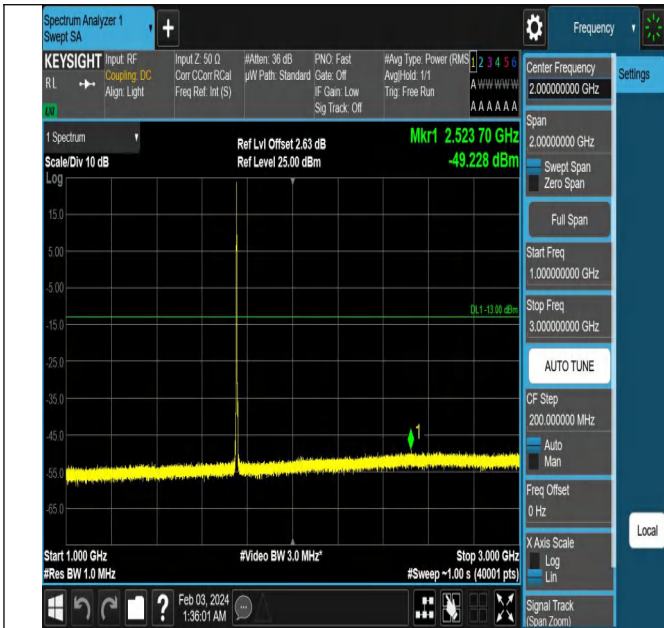 Spectrum Analyzer 1
Swept SA
Frequency
KEYSIGHT
RL
LXI
Input: RF
Coupling: DC
Align: Light
Input Z: 50 Ω
Corr CCorr RCal
Freq Ref: Int (S)
#Atten: 36 dB
µW Path: Standard
PNO: Fast
Gate: Off
IF Gain: Low
Sig Track: Off
#Avg Type: Power (RMS
Avg|Hold: 1/1
Trig: Free Run
1 2 3 4 5 6
A W W W W W
A A A A A A
Center Frequency
2.000000000 GHz
Settings
Span
2.00000000 GHz
Swept Span
Zero Span
Full Span
Start Freq
1.000000000 GHz
Stop Freq
3.000000000 GHz
AUTO TUNE
CF Step
200.000000 MHz
Auto
Man
Freq Offset
0 Hz
X Axis Scale
Log
Lin
Signal Track
(Span Zoom)
Local
1 Spectrum
Scale/Div 10 dB
Ref Lvl Offset 2.63 dB
Ref Level 25.00 dBm
Mkr1 2.523 70 GHz
-49.228 dBm
Log
15.0
5.00
-5.00
DL1 -13.00 dBm
-15.0
-25.0
-35.0
-45.0
1
-55.0
-65.0
Start 1.000 GHz
#Video BW 3.0 MHz*
Stop 3.000 GHz
#Res BW 1.0 MHz
#Sweep ~1.00 s (40001 pts)
?
Feb 03, 2024
1:36:01 AM